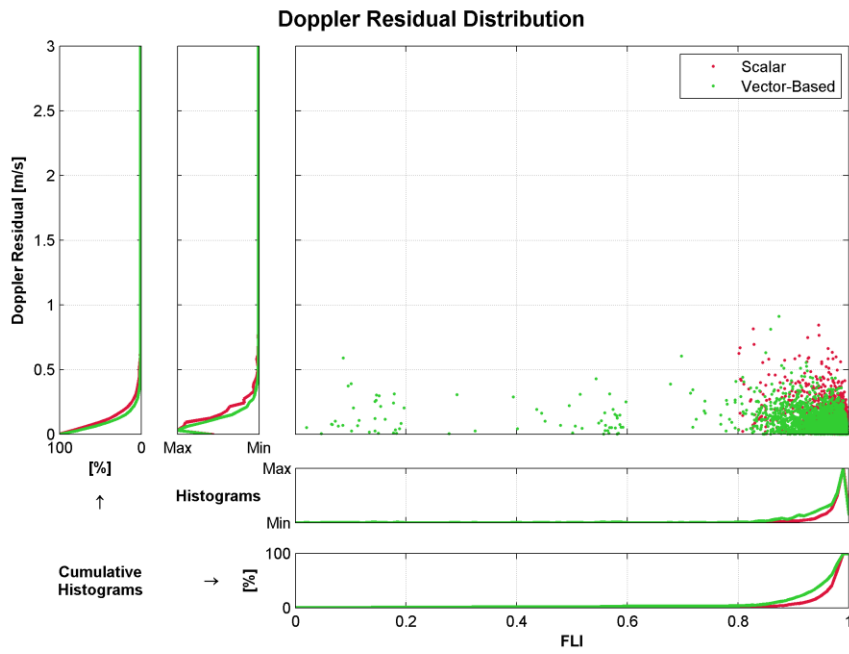 Doppler Residual Distribution
Doppler Residual [m/s]
3
2.5
2
1.5
1
0.5
0
100 0
[%]
↑
Max Min
Scalar
Vector-Based
Histograms
Max
Min
Cumulative
Histograms
→
[%]
100
0
0 0.2 0.4 0.6 0.8 1
FLI